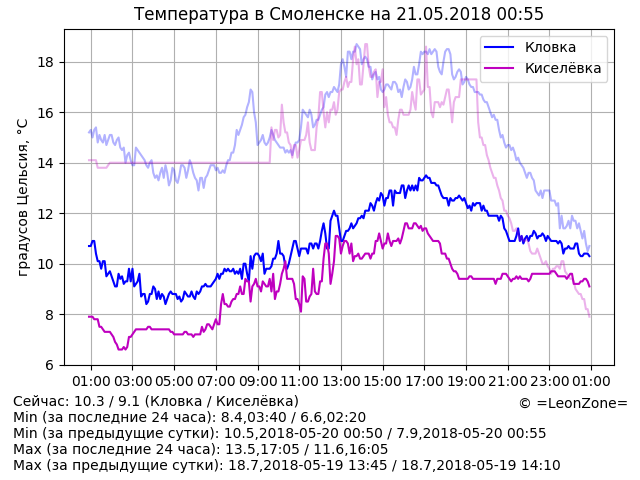 Температура в Смоленске на 21.05.2018 00:55
Кловка
Киселёвка
градусов Цельсия, °C
18
16
14
12
10
8
6
01:00 03:00 05:00 07:00 09:00 11:00 13:00 15:00 17:00 19:00 21:00 23:00 01:00
Сейчас: 10.3 / 9.1 (Кловка / Киселёвка)
© =LeonZone=
Min (за последние 24 часа): 8.4,03:40 / 6.6,02:20
Min (за предыдущие сутки): 10.5,2018-05-20 00:50 / 7.9,2018-05-20 00:55
Max (за последние 24 часа): 13.5,17:05 / 11.6,16:05
Max (за предыдущие сутки): 18.7,2018-05-19 13:45 / 18.7,2018-05-19 14:10